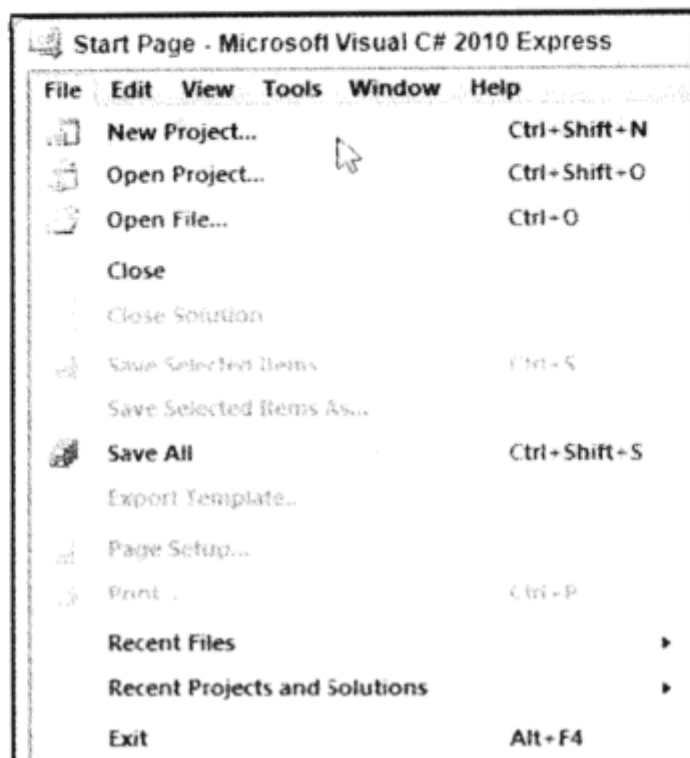 Start Page - Microsoft Visual C# 2010 Express
File Edit View Tools Window Help
New Project... Ctrl+Shift+N
Open Project... Ctrl+Shift+O
Open File... Ctrl+O
Close
Close Solution
Save Selected Items Ctrl+S
Save Selected Items As...
Save All Ctrl+Shift+S
Export Template...
Page Setup...
Print... Ctrl+P
Recent Files
Recent Projects and Solutions
Exit Alt+F4